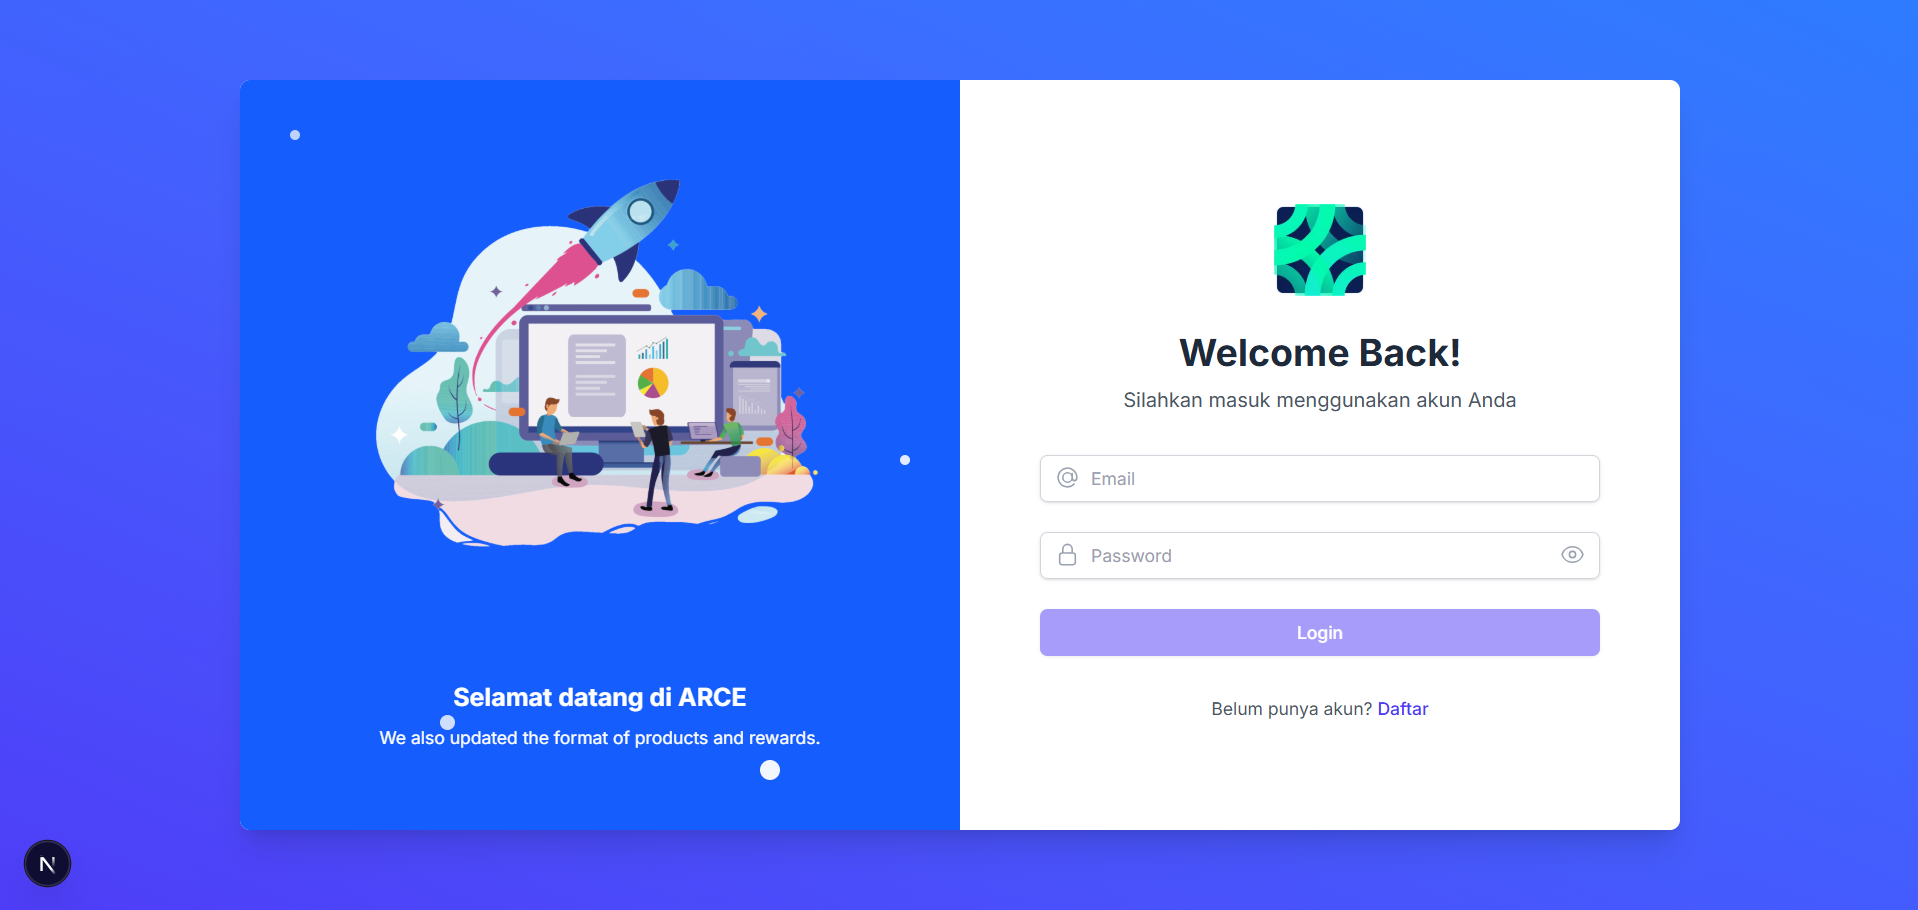 Selamat datang di ARCE
We also updated the format of products and rewards.
Welcome Back!
Silahkan masuk menggunakan akun Anda
Email
Password
Login
Belum punya akun? Daftar
N